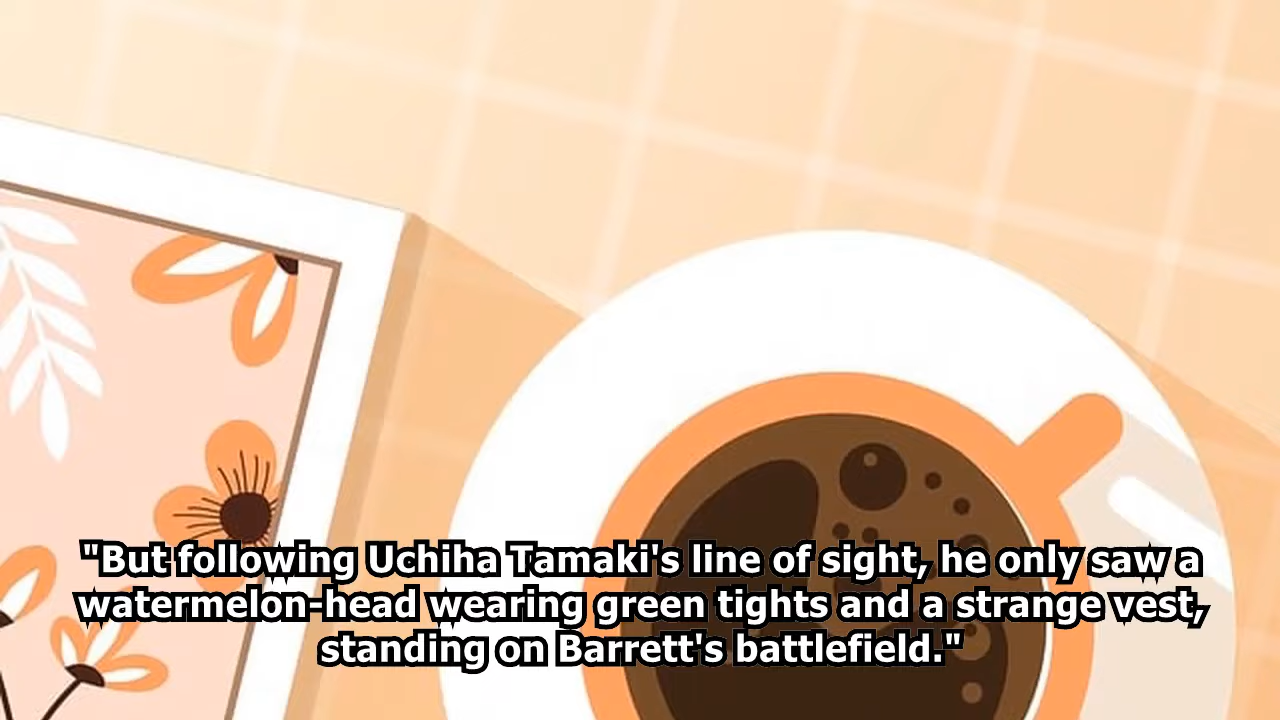 "But following Uchiha Tamaki's line of sight, he only saw a
watermelon-head wearing green tights and a strange vest,
standing on Barrett's battlefield."